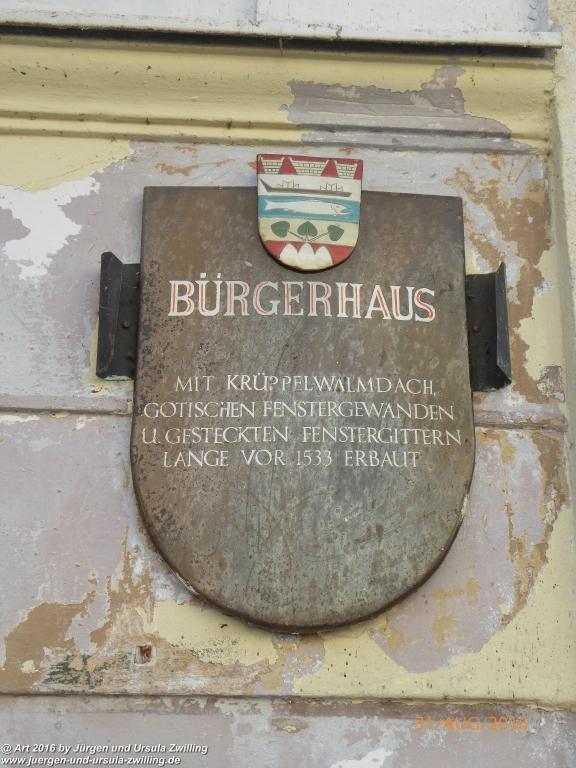 BÜRGERHAUS
MIT KRÜPPELWALMDACH,
GOTISCHEN FENSTERGEWÄNDEN
U. GESTECKTEN FENSTERGITTERN
LANGE VOR 1533 ERBAUT
31/AUG/2016
@ Art 2016 by Jürgen und Ursula Zwilling
www.juergen-und-ursula-zwilling.de